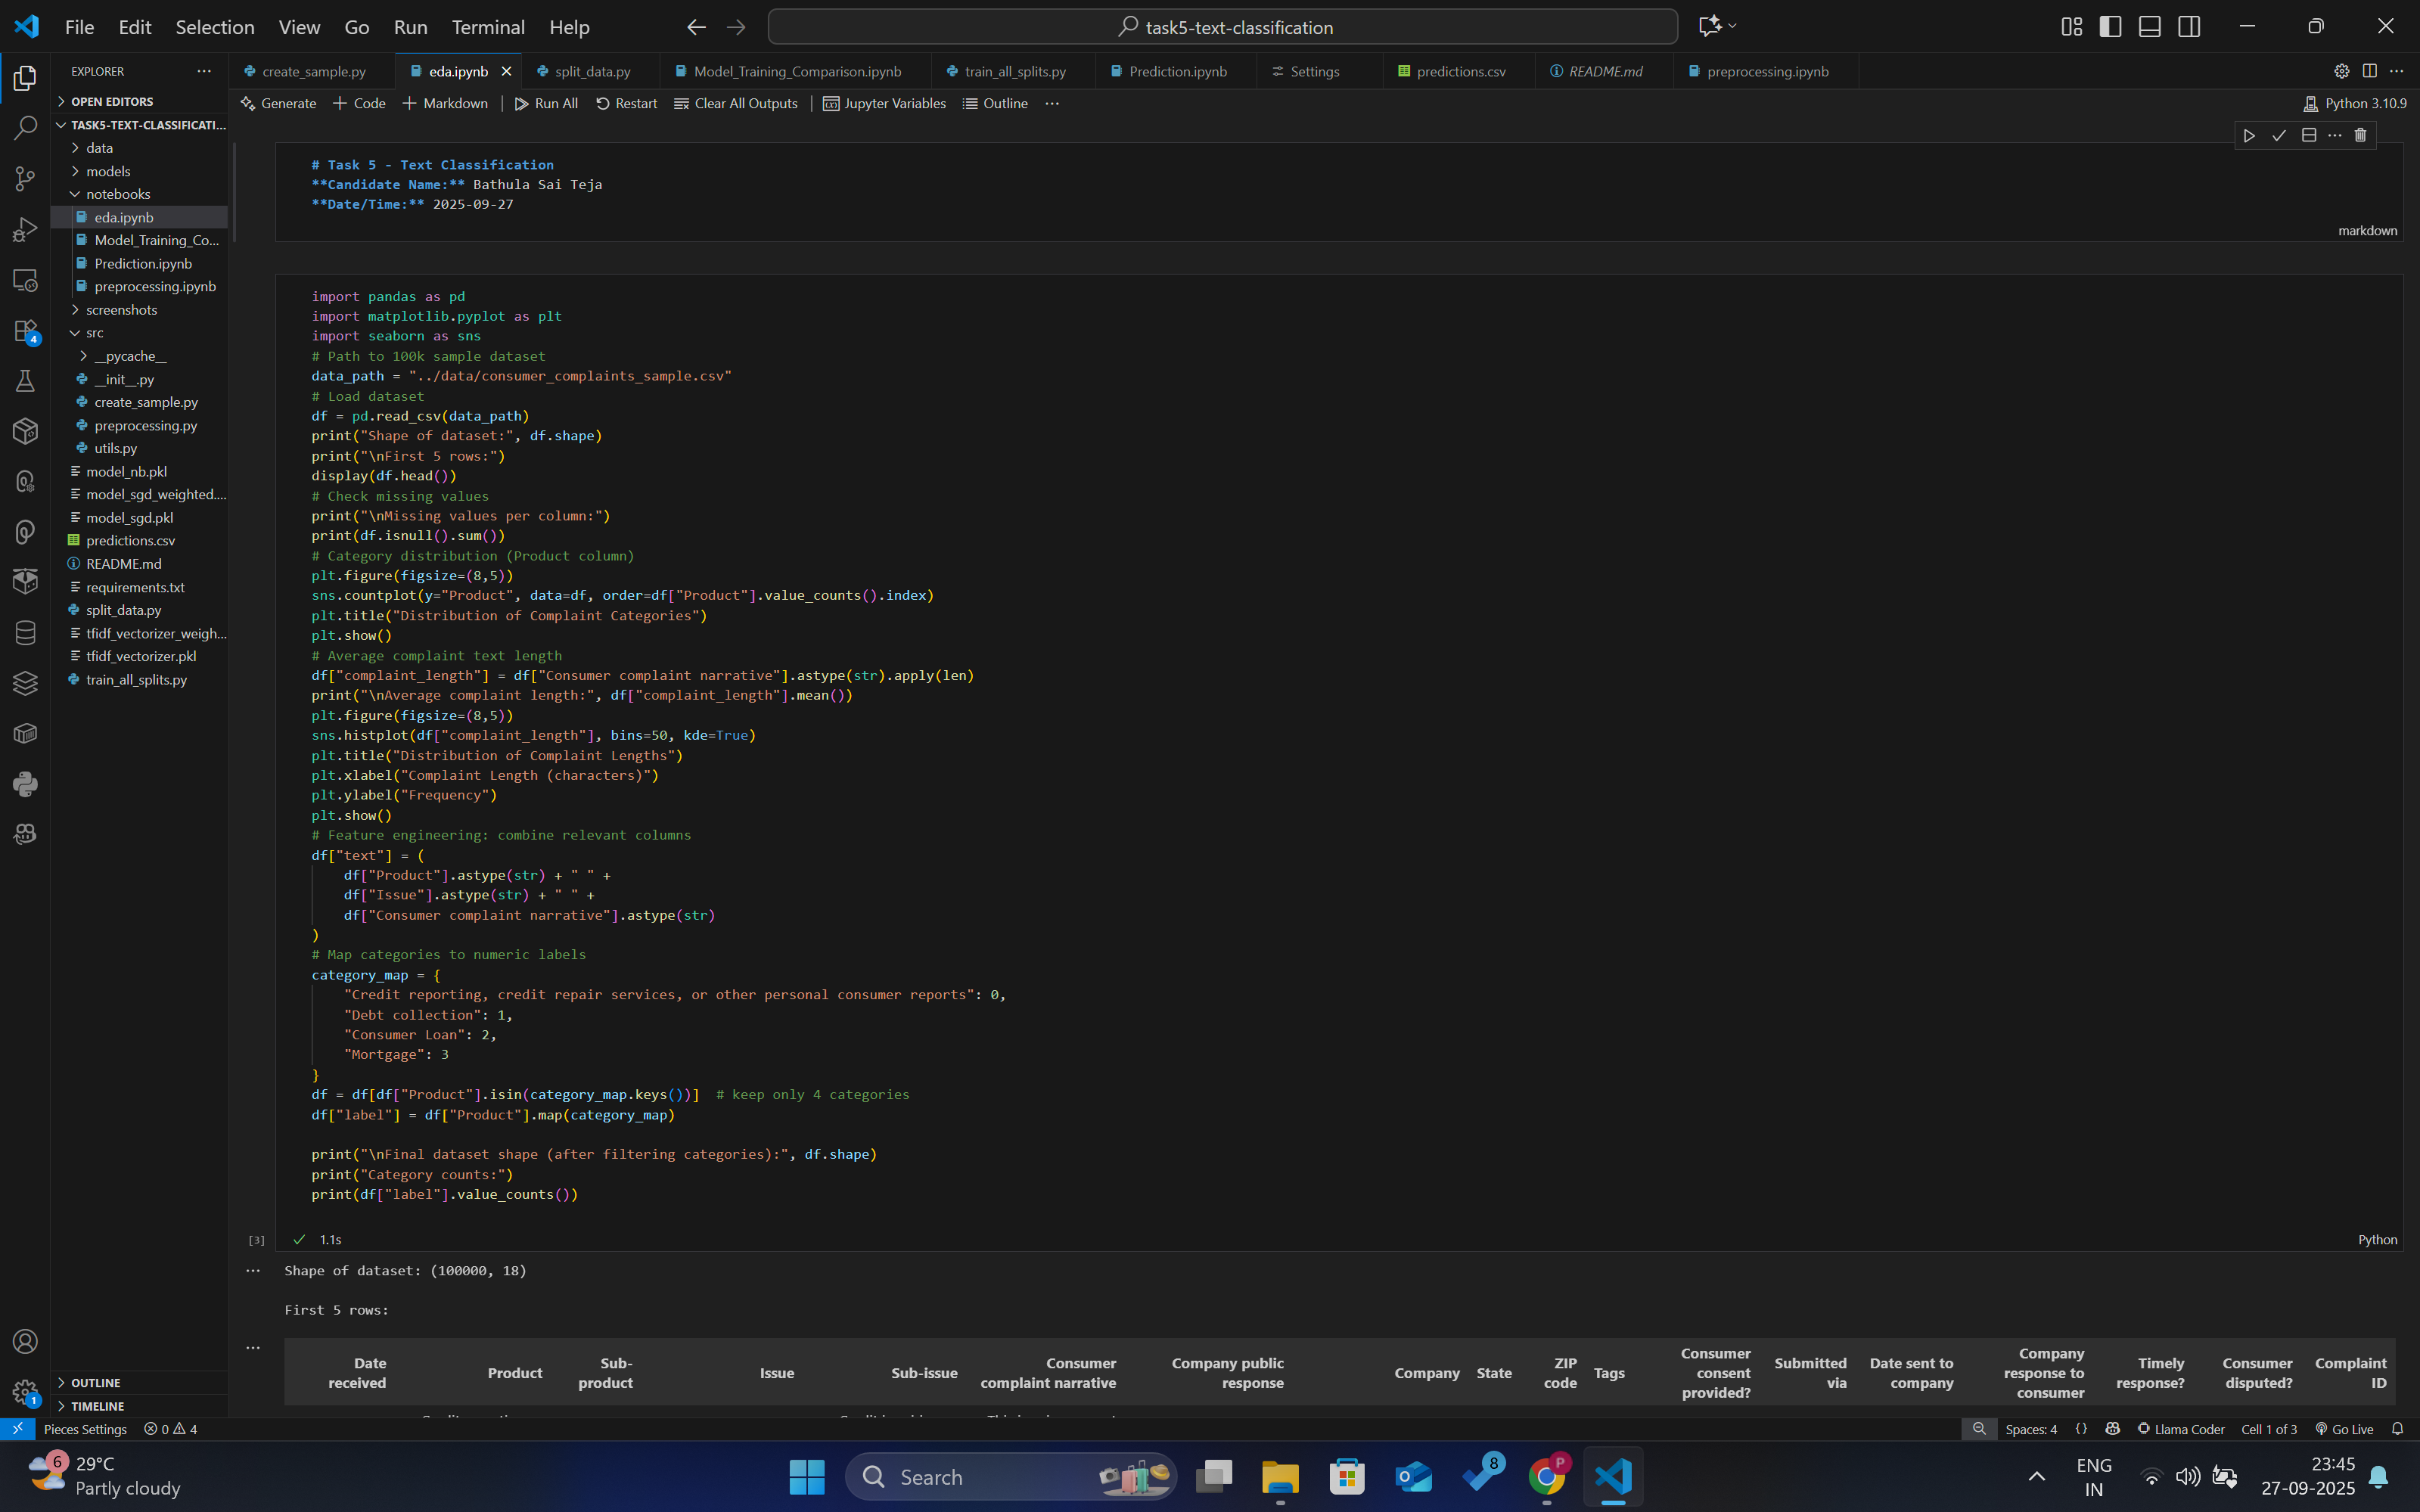 File Edit Selection View Go Run Terminal Help
task5-text-classification
EXPLORER
OPEN EDITORS
TASK5-TEXT-CLASSIFICATI...
data
models
notebooks
eda.ipynb
Model_Training_Co...
Prediction.ipynb
preprocessing.ipynb
screenshots
src
__pycache__
__init__.py
create_sample.py
preprocessing.py
utils.py
model_nb.pkl
model_sgd_weighted....
model_sgd.pkl
predictions.csv
README.md
requirements.txt
split_data.py
tfidf_vectorizer_weigh...
tfidf_vectorizer.pkl
train_all_splits.py
OUTLINE
TIMELINE
4
1
create_sample.py eda.ipynb split_data.py Model_Training_Comparison.ipynb train_all_splits.py Prediction.ipynb Settings predictions.csv README.md preprocessing.ipynb
Generate + Code + Markdown Run All Restart Clear All Outputs Jupyter Variables Outline ... Python 3.10.9
# Task 5 - Text Classification
**Candidate Name:** Bathula Sai Teja
**Date/Time:** 2025-09-27
markdown
import pandas as pd
import matplotlib.pyplot as plt
import seaborn as sns
# Path to 100k sample dataset
data_path = "../data/consumer_complaints_sample.csv"
# Load dataset
df = pd.read_csv(data_path)
print("Shape of dataset:", df.shape)
print("\nFirst 5 rows:")
display(df.head())
# Check missing values
print("\nMissing values per column:")
print(df.isnull().sum())
# Category distribution (Product column)
plt.figure(figsize=(8,5))
sns.countplot(y="Product", data=df, order=df["Product"].value_counts().index)
plt.title("Distribution of Complaint Categories")
plt.show()
# Average complaint text length
df["complaint_length"] = df["Consumer complaint narrative"].astype(str).apply(len)
print("\nAverage complaint length:", df["complaint_length"].mean())
plt.figure(figsize=(8,5))
sns.histplot(df["complaint_length"], bins=50, kde=True)
plt.title("Distribution of Complaint Lengths")
plt.xlabel("Complaint Length (characters)")
plt.ylabel("Frequency")
plt.show()
# Feature engineering: combine relevant columns
df["text"] = (
df["Product"].astype(str) + " " +
df["Issue"].astype(str) + " " +
df["Consumer complaint narrative"].astype(str)
)
# Map categories to numeric labels
category_map = {
"Credit reporting, credit repair services, or other personal consumer reports": 0,
"Debt collection": 1,
"Consumer Loan": 2,
"Mortgage": 3
}
df = df[df["Product"].isin(category_map.keys())] # keep only 4 categories
df["label"] = df["Product"].map(category_map)
print("\nFinal dataset shape (after filtering categories):", df.shape)
print("Category counts:")
print(df["label"].value_counts())
[3] 1.1s Python
Shape of dataset: (100000, 18)
First 5 rows:
Date received Product Sub-product Issue Sub-issue Consumer complaint narrative Company public response Company State ZIP code Tags Consumer consent provided? Submitted via Date sent to company Company response to consumer Timely response? Consumer disputed? Complaint ID
Pieces Settings 0 4 Spaces: 4 {} Llama Coder Cell 1 of 3 Go Live
6 29°C
Partly cloudy
Search
8
P
ENG
IN
23:45
27-09-2025